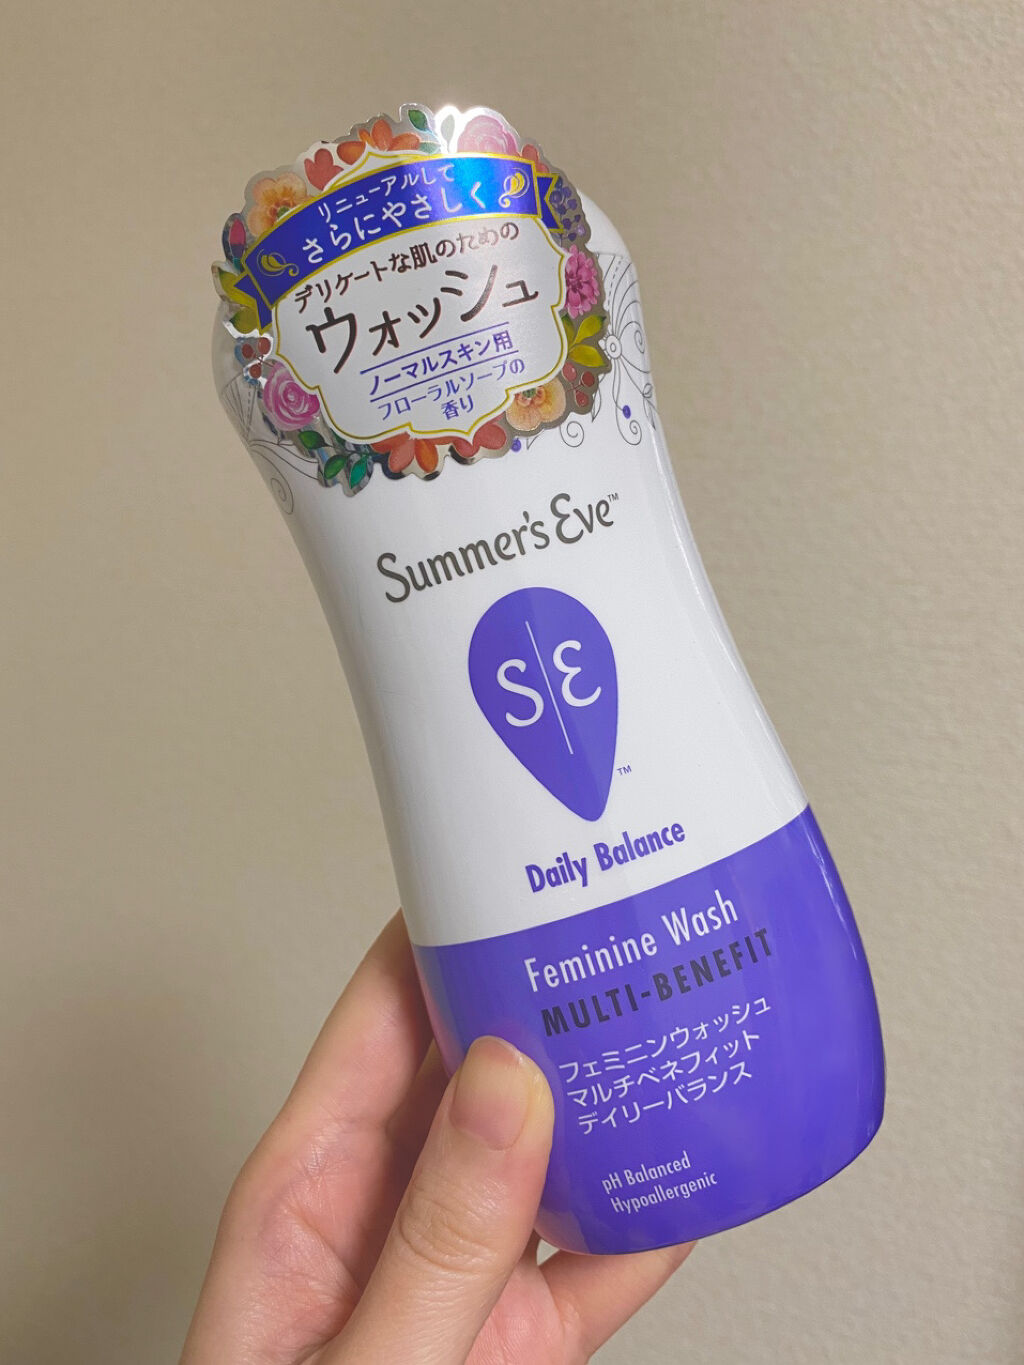 リニューアルして
さらにやさしく
デリケートな肌のための
ウォッシュ
ノーマルスキン用
フローラルソープの
香り
Summer's Eve™
SE
™
Daily Balance
Feminine Wash
MULTI-BENEFIT
フェミニンウォッシュ
マルチベネフィット
デイリーバランス
pH Balanced
Hypoallergenic